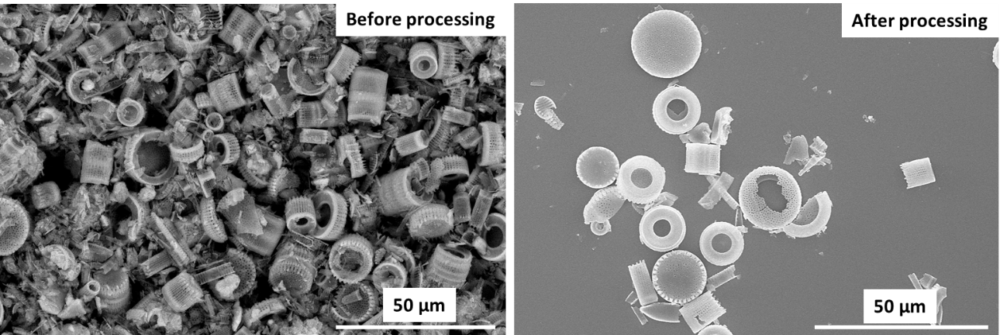 Before processing
After processing
50 µm
50 µm